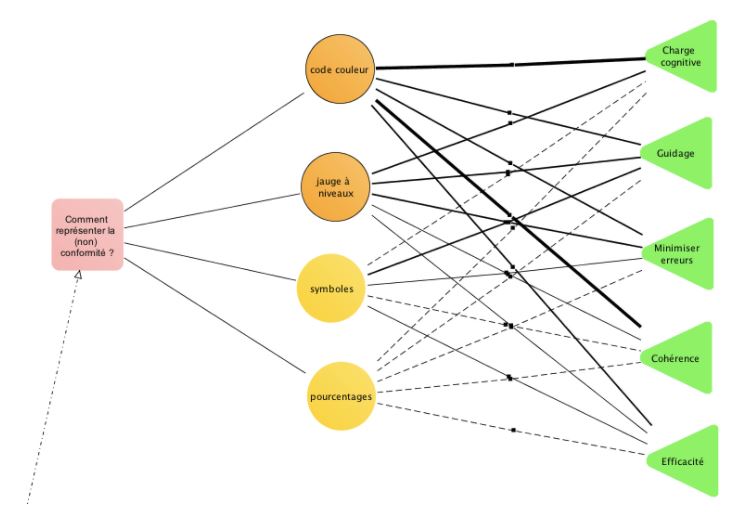 Comment
représenter la
(non)
conformité ?
code couleur
jauge à
niveaux
symboles
pourcentages
Charge
cognitive
Guidage
Minimiser
erreurs
Cohérence
Efficacité